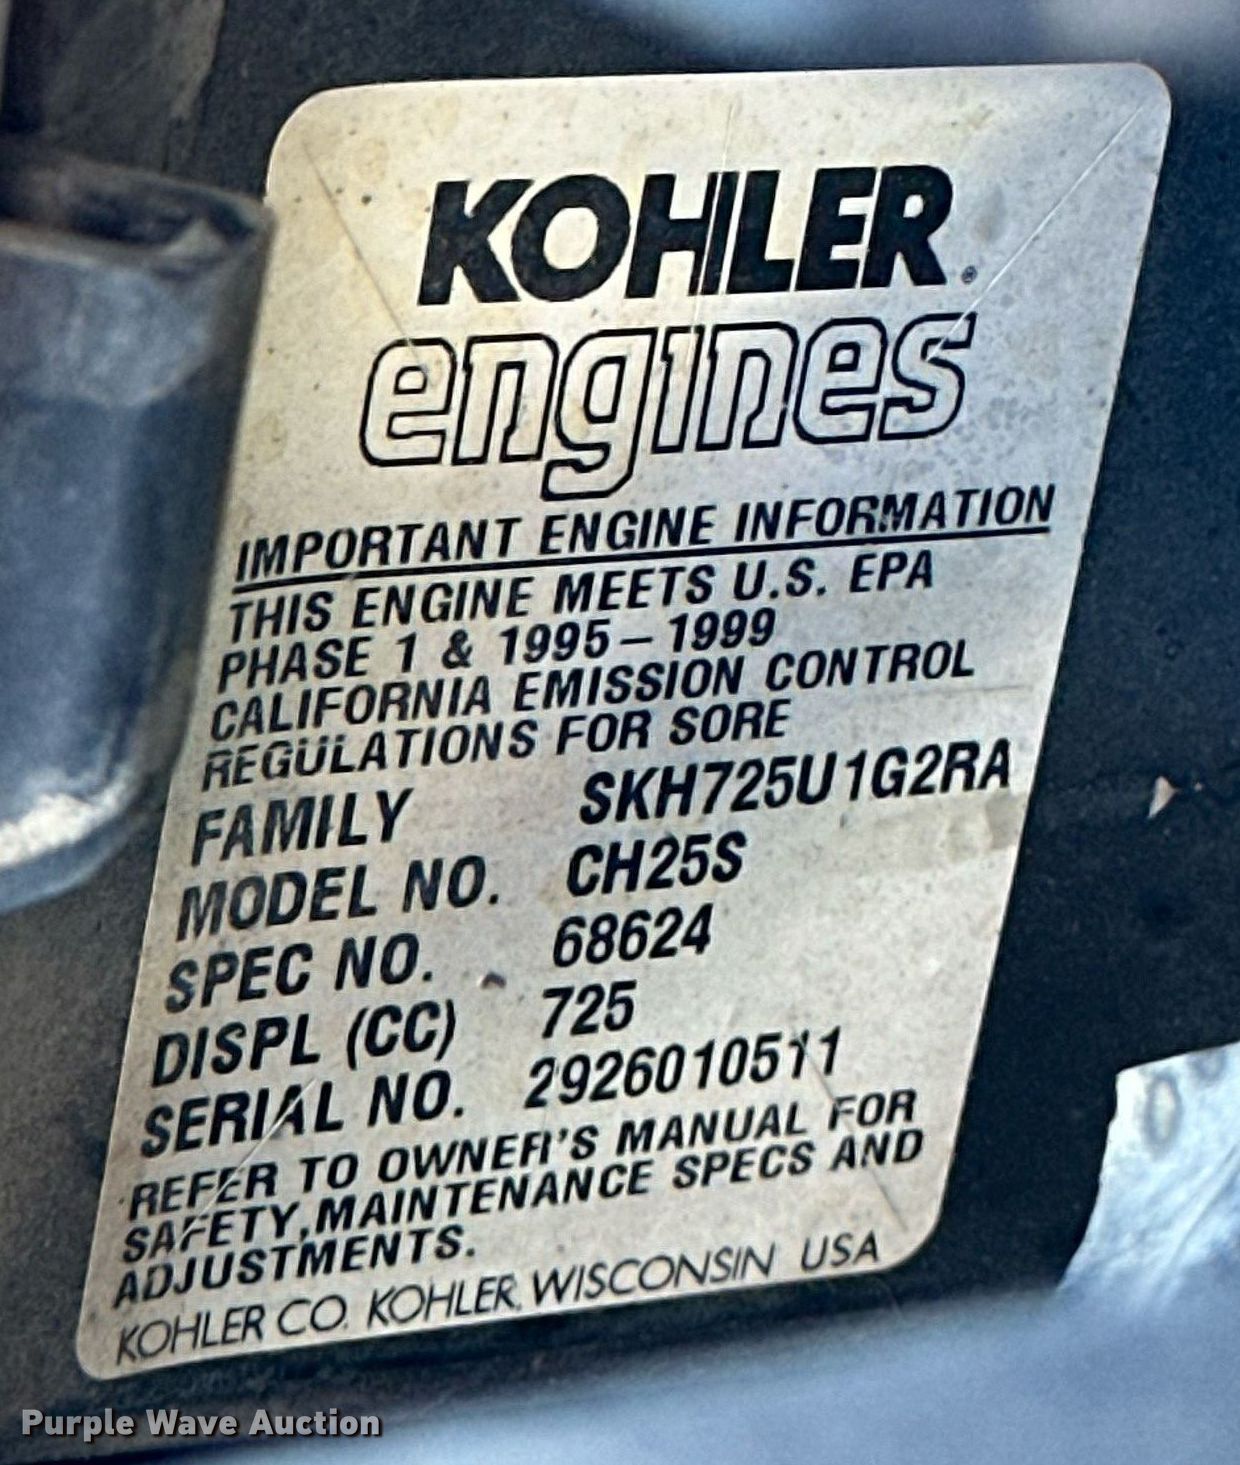 KOHLER®
engines
IMPORTANT ENGINE INFORMATION
THIS ENGINE MEETS U.S. EPA
PHASE 1 & 1995–1999
CALIFORNIA EMISSION CONTROL
REGULATIONS FOR SORE
FAMILY SKH725U1G2RA
MODEL NO. CH25S
SPEC NO. 68624
DISPL (CC) 725
SERIAL NO. 2926010511
REFER TO OWNER'S MANUAL FOR
SAFETY, MAINTENANCE SPECS AND
ADJUSTMENTS.
KOHLER CO. KOHLER, WISCONSIN USA
Purple Wave Auction